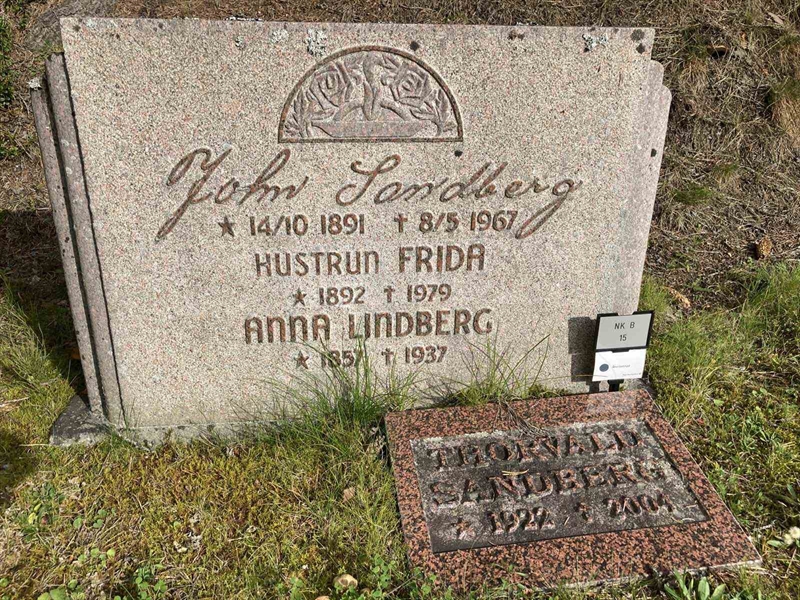 John Sandberg
★ 14/10 1891 † 8/5 1967
HUSTRUN FRIDA
★ 1892 † 1979
ANNA LINDBERG
★ 1857 † 1937
NK B
15
THORVALD
SANDBERG
★ 1922 † 2004